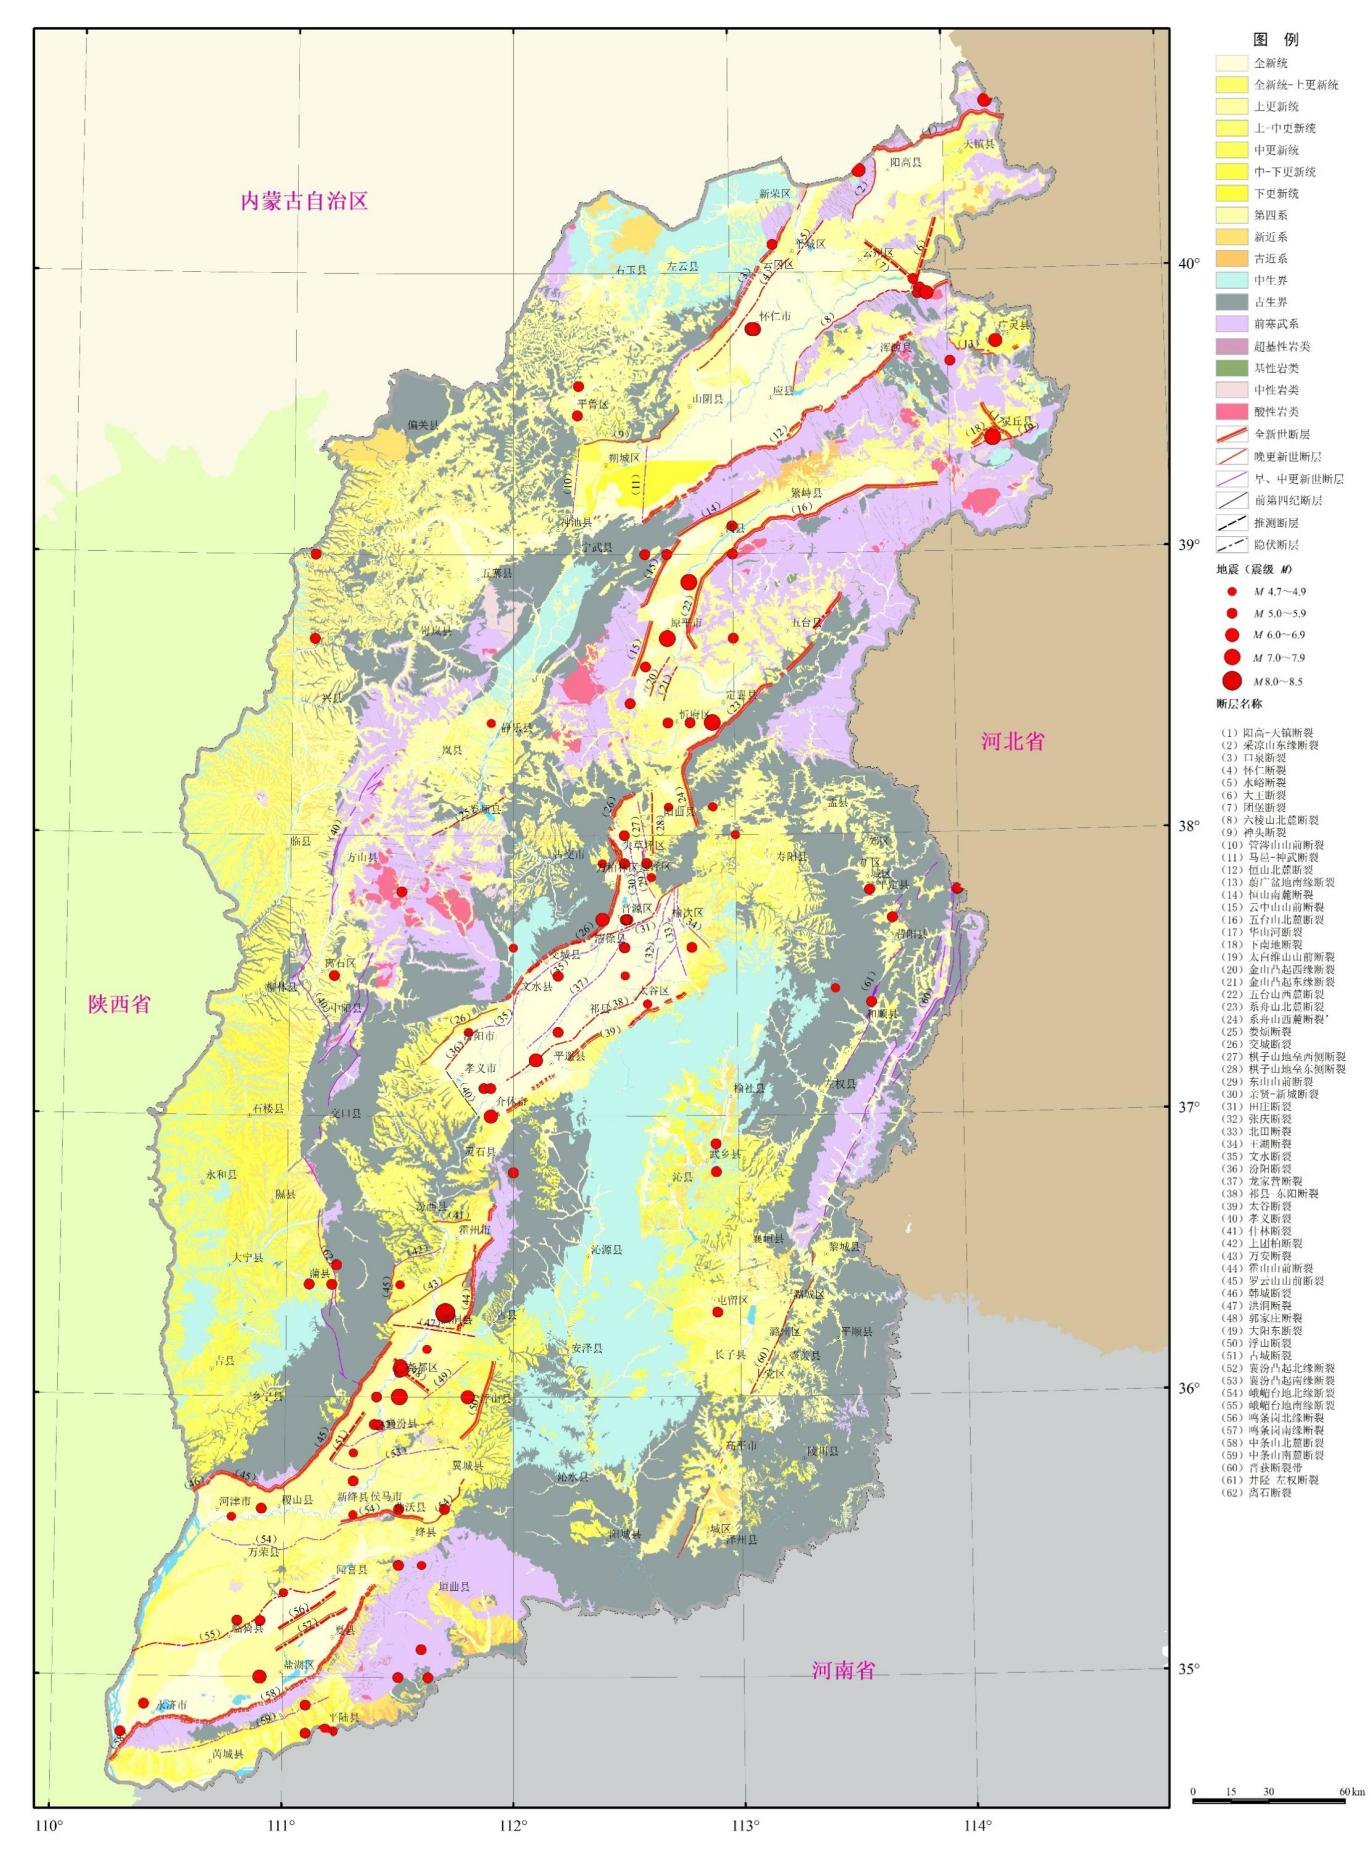 内蒙古自治区
陕西省
河北省
河南省
天镇县
阳高县
新荣区
平城区
云冈区
云州区
右玉县
左云县
怀仁市
广灵县
浑源县
应县
山阴县
平鲁区
偏关县
朔城区
繁峙县
神池县
宁武县
五寨县
岢岚县
原平市
五台县
兴县
定襄县
忻府区
静乐县
岚县
娄烦县
阳曲县
盂县
临县
方山县
古交市
尖草坪区
寿阳县
郊区
矿区
城区
平定县
晋源区
榆次区
昔阳县
清徐县
交城县
离石区
柳林县
中阳县
文水县
太谷区
祁县
和顺县
汾阳市
孝义市
平遥县
介休市
榆社县
左权县
石楼县
交口县
灵石县
武乡县
沁县
永和县
隰县
汾西县
霍州市
沁源县
襄垣县
黎城县
大宁县
蒲县
古县
屯留区
潞城区
潞州区
平顺县
安泽县
长子县
上党区
壶关县
尧都区
吉县
乡宁县
浮山县
襄汾县
高平市
陵川县
翼城县
沁水县
河津市
稷山县
新绛县
侯马市
曲沃县
阳城县
城区
泽州县
绛县
万荣县
闻喜县
垣曲县
临猗县
夏县
盐湖区
永济市
平陆县
芮城县
40°
39°
38°
37°
36°
35°
110°
111°
112°
113°
114°
图 例
全新统
全新统-上更新统
上更新统
上-中更新统
中更新统
中-下更新统
下更新统
第四系
新近系
古近系
中生界
古生界
前寒武系
超基性岩类
基性岩类
中性岩类
酸性岩类
全新世断层
晚更新世断层
早、中更新世断层
前第四纪断层
推测断层
隐伏断层
地震（震级 M）
M 4.7～4.9
M 5.0～5.9
M 6.0～6.9
M 7.0～7.9
M 8.0～8.5
断层名称
（1）阳高-天镇断裂
（2）采凉山东缘断裂
（3）口泉断裂
（4）怀仁断裂
（5）水峪断裂
（6）大王断裂
（7）团堡断裂
（8）六棱山北麓断裂
（9）神头断裂
（10）管涔山山前断裂
（11）马邑-神武断裂
（12）恒山北麓断裂
（13）蔚广盆地南缘断裂
（14）恒山南麓断裂
（15）云中山山前断裂
（16）五台山北麓断裂
（17）华山河断裂
（18）下南地断裂
（19）太白维山山前断裂
（20）金山凸起西缘断裂
（21）金山凸起东缘断裂
（22）五台山西麓断裂
（23）系舟山北麓断裂
（24）系舟山西麓断裂'
（25）娄烦断裂
（26）交城断裂
（27）棋子山地垒西侧断裂
（28）棋子山地垒东侧断裂
（29）东山山前断裂
（30）亲贤-新城断裂
（31）田庄断裂
（32）张庆断裂
（33）北田断裂
（34）王湖断裂
（35）文水断裂
（36）汾阳断裂
（37）龙家营断裂
（38）祁县-东阳断裂
（39）太谷断裂
（40）孝义断裂
（41）什林断裂
（42）上团柏断裂
（43）万安断裂
（44）霍山山前断裂
（45）罗云山山前断裂
（46）韩城断裂
（47）洪洞断裂
（48）郭家庄断裂
（49）大阳东断裂
（50）浮山断裂
（51）古城断裂
（52）襄汾凸起北缘断裂
（53）襄汾凸起南缘断裂
（54）峨嵋台地北缘断裂
（55）峨嵋台地南缘断裂
（56）鸣条岗北缘断裂
（57）鸣条岗南缘断裂
（58）中条山北麓断裂
（59）中条山南麓断裂
（60）晋获断裂带
（61）井陉 左权断裂
（62）离石断裂
0 15 30 60 km